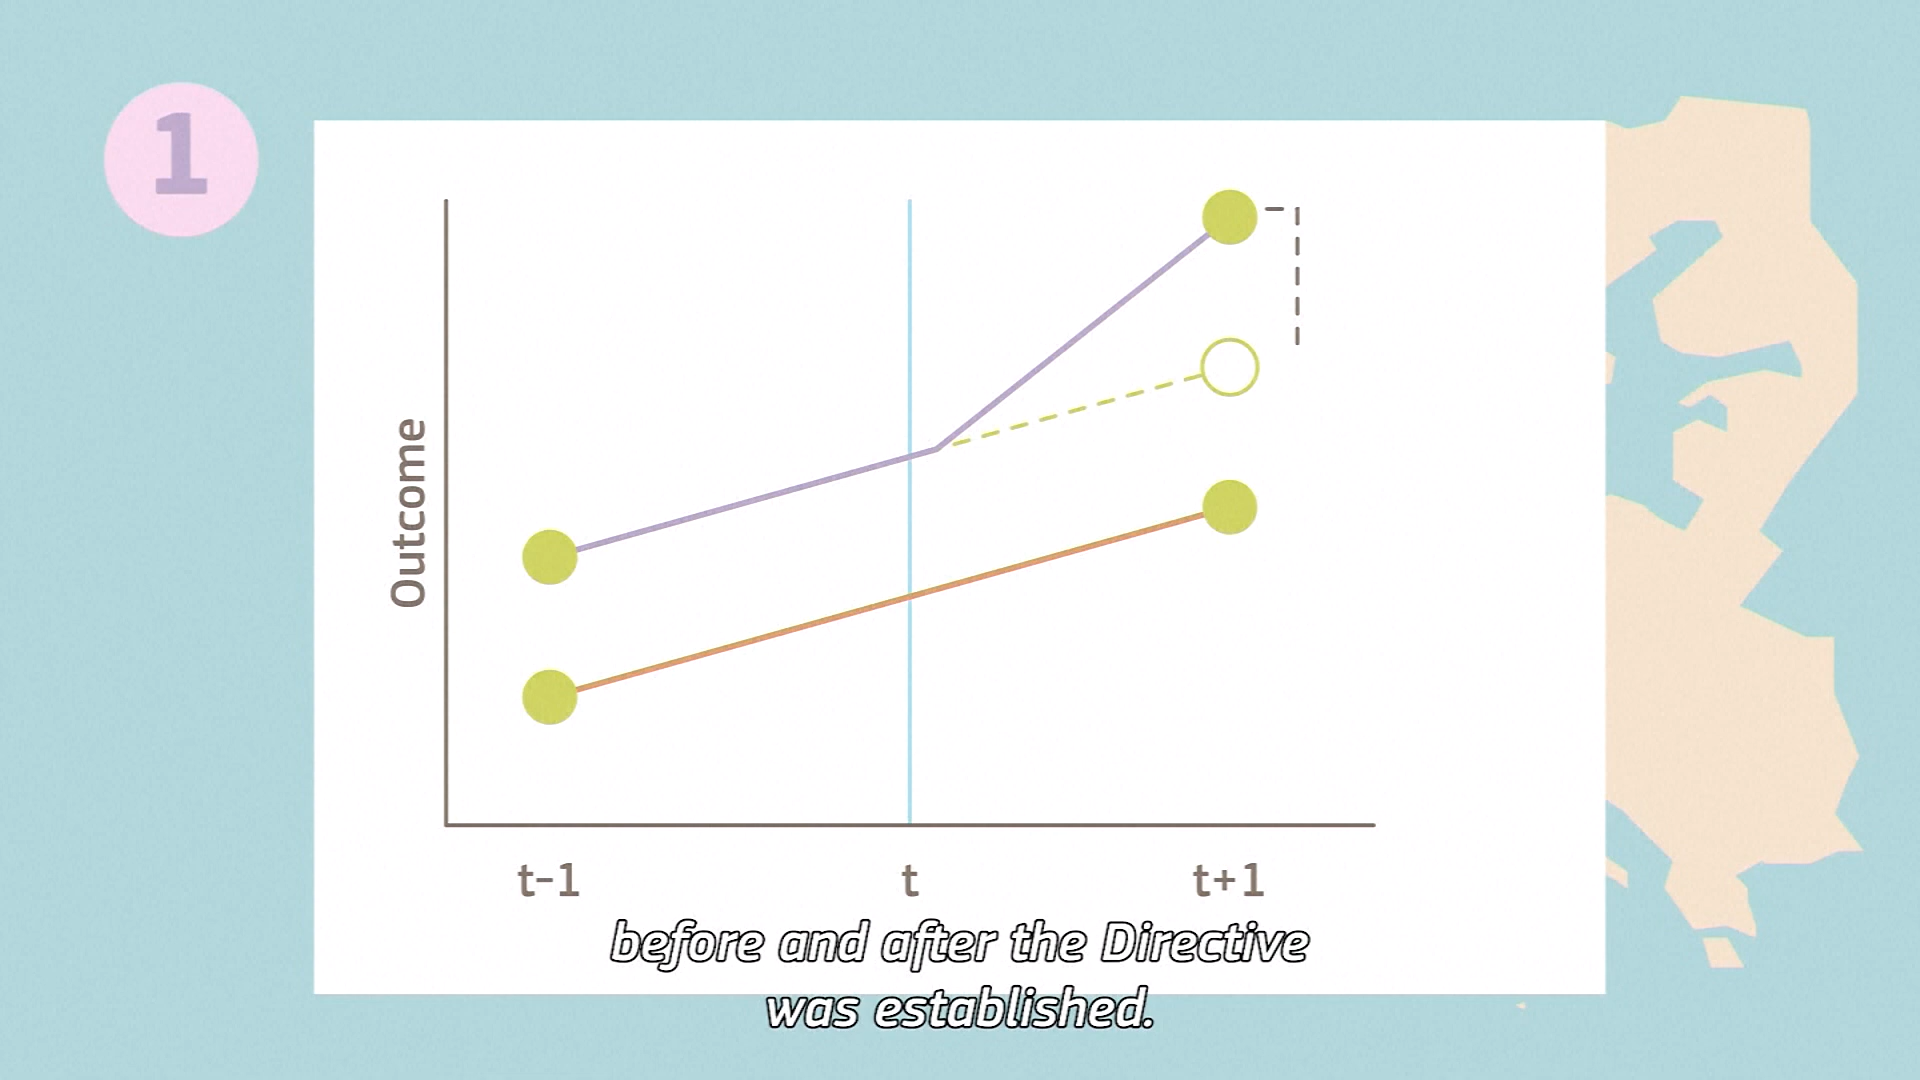 1
Outcome
t-1
t
t+1
before and after the Directive
was established.